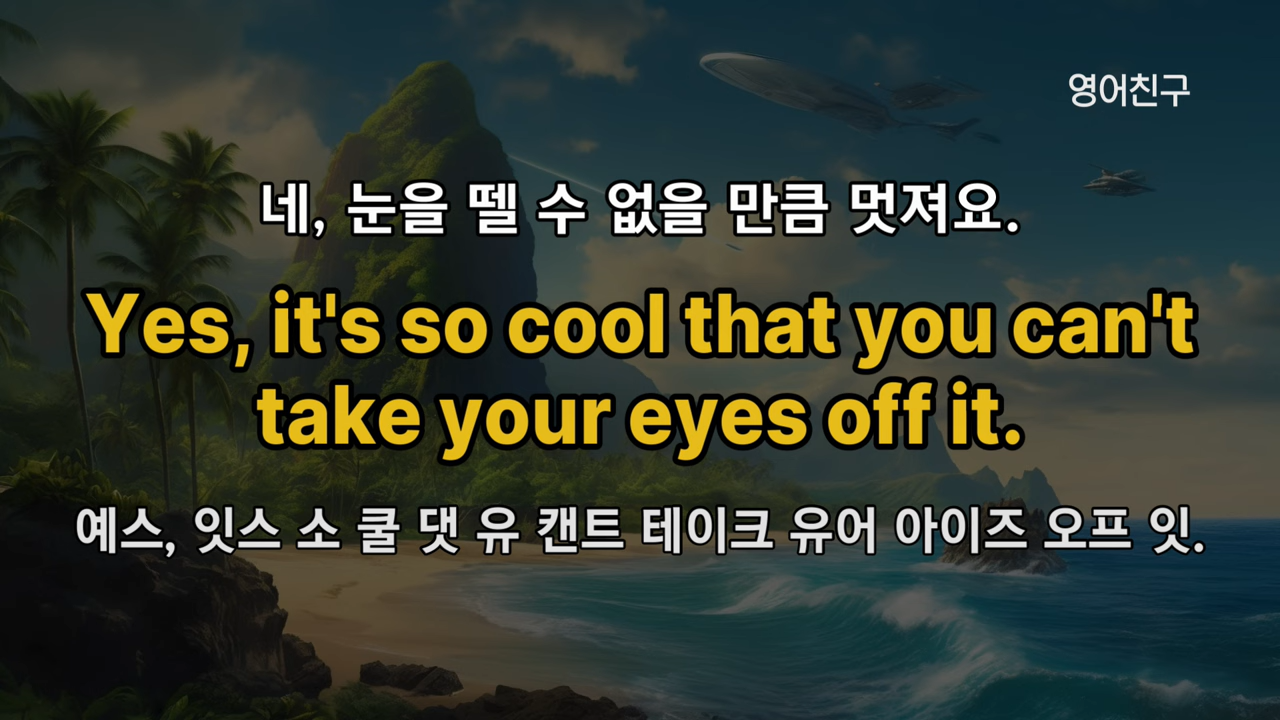 영어친구
네, 눈을 뗄 수 없을 만큼 멋져요.
Yes, it's so cool that you can't
take your eyes off it.
예스, 잇스 소 쿨 댓 유 캔트 테이크 유어 아이즈 오프 잇.